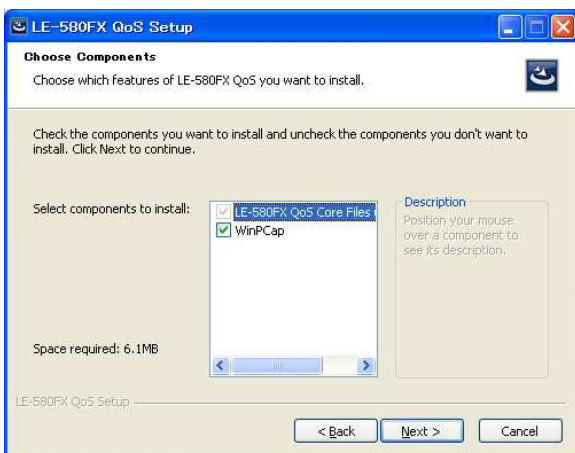 LE-580FX QoS Setup
Choose Components
Choose which features of LE-580FX QoS you want to install.
Check the components you want to install and uncheck the components you don't want to
install. Click Next to continue.
Select components to install:
LE-580FX QoS Core Files
WinPCap
Description
Position your mouse
over a component to
see its description.
Space required: 6.1MB
LE-580FX QoS Setup
< Back
Next >
Cancel